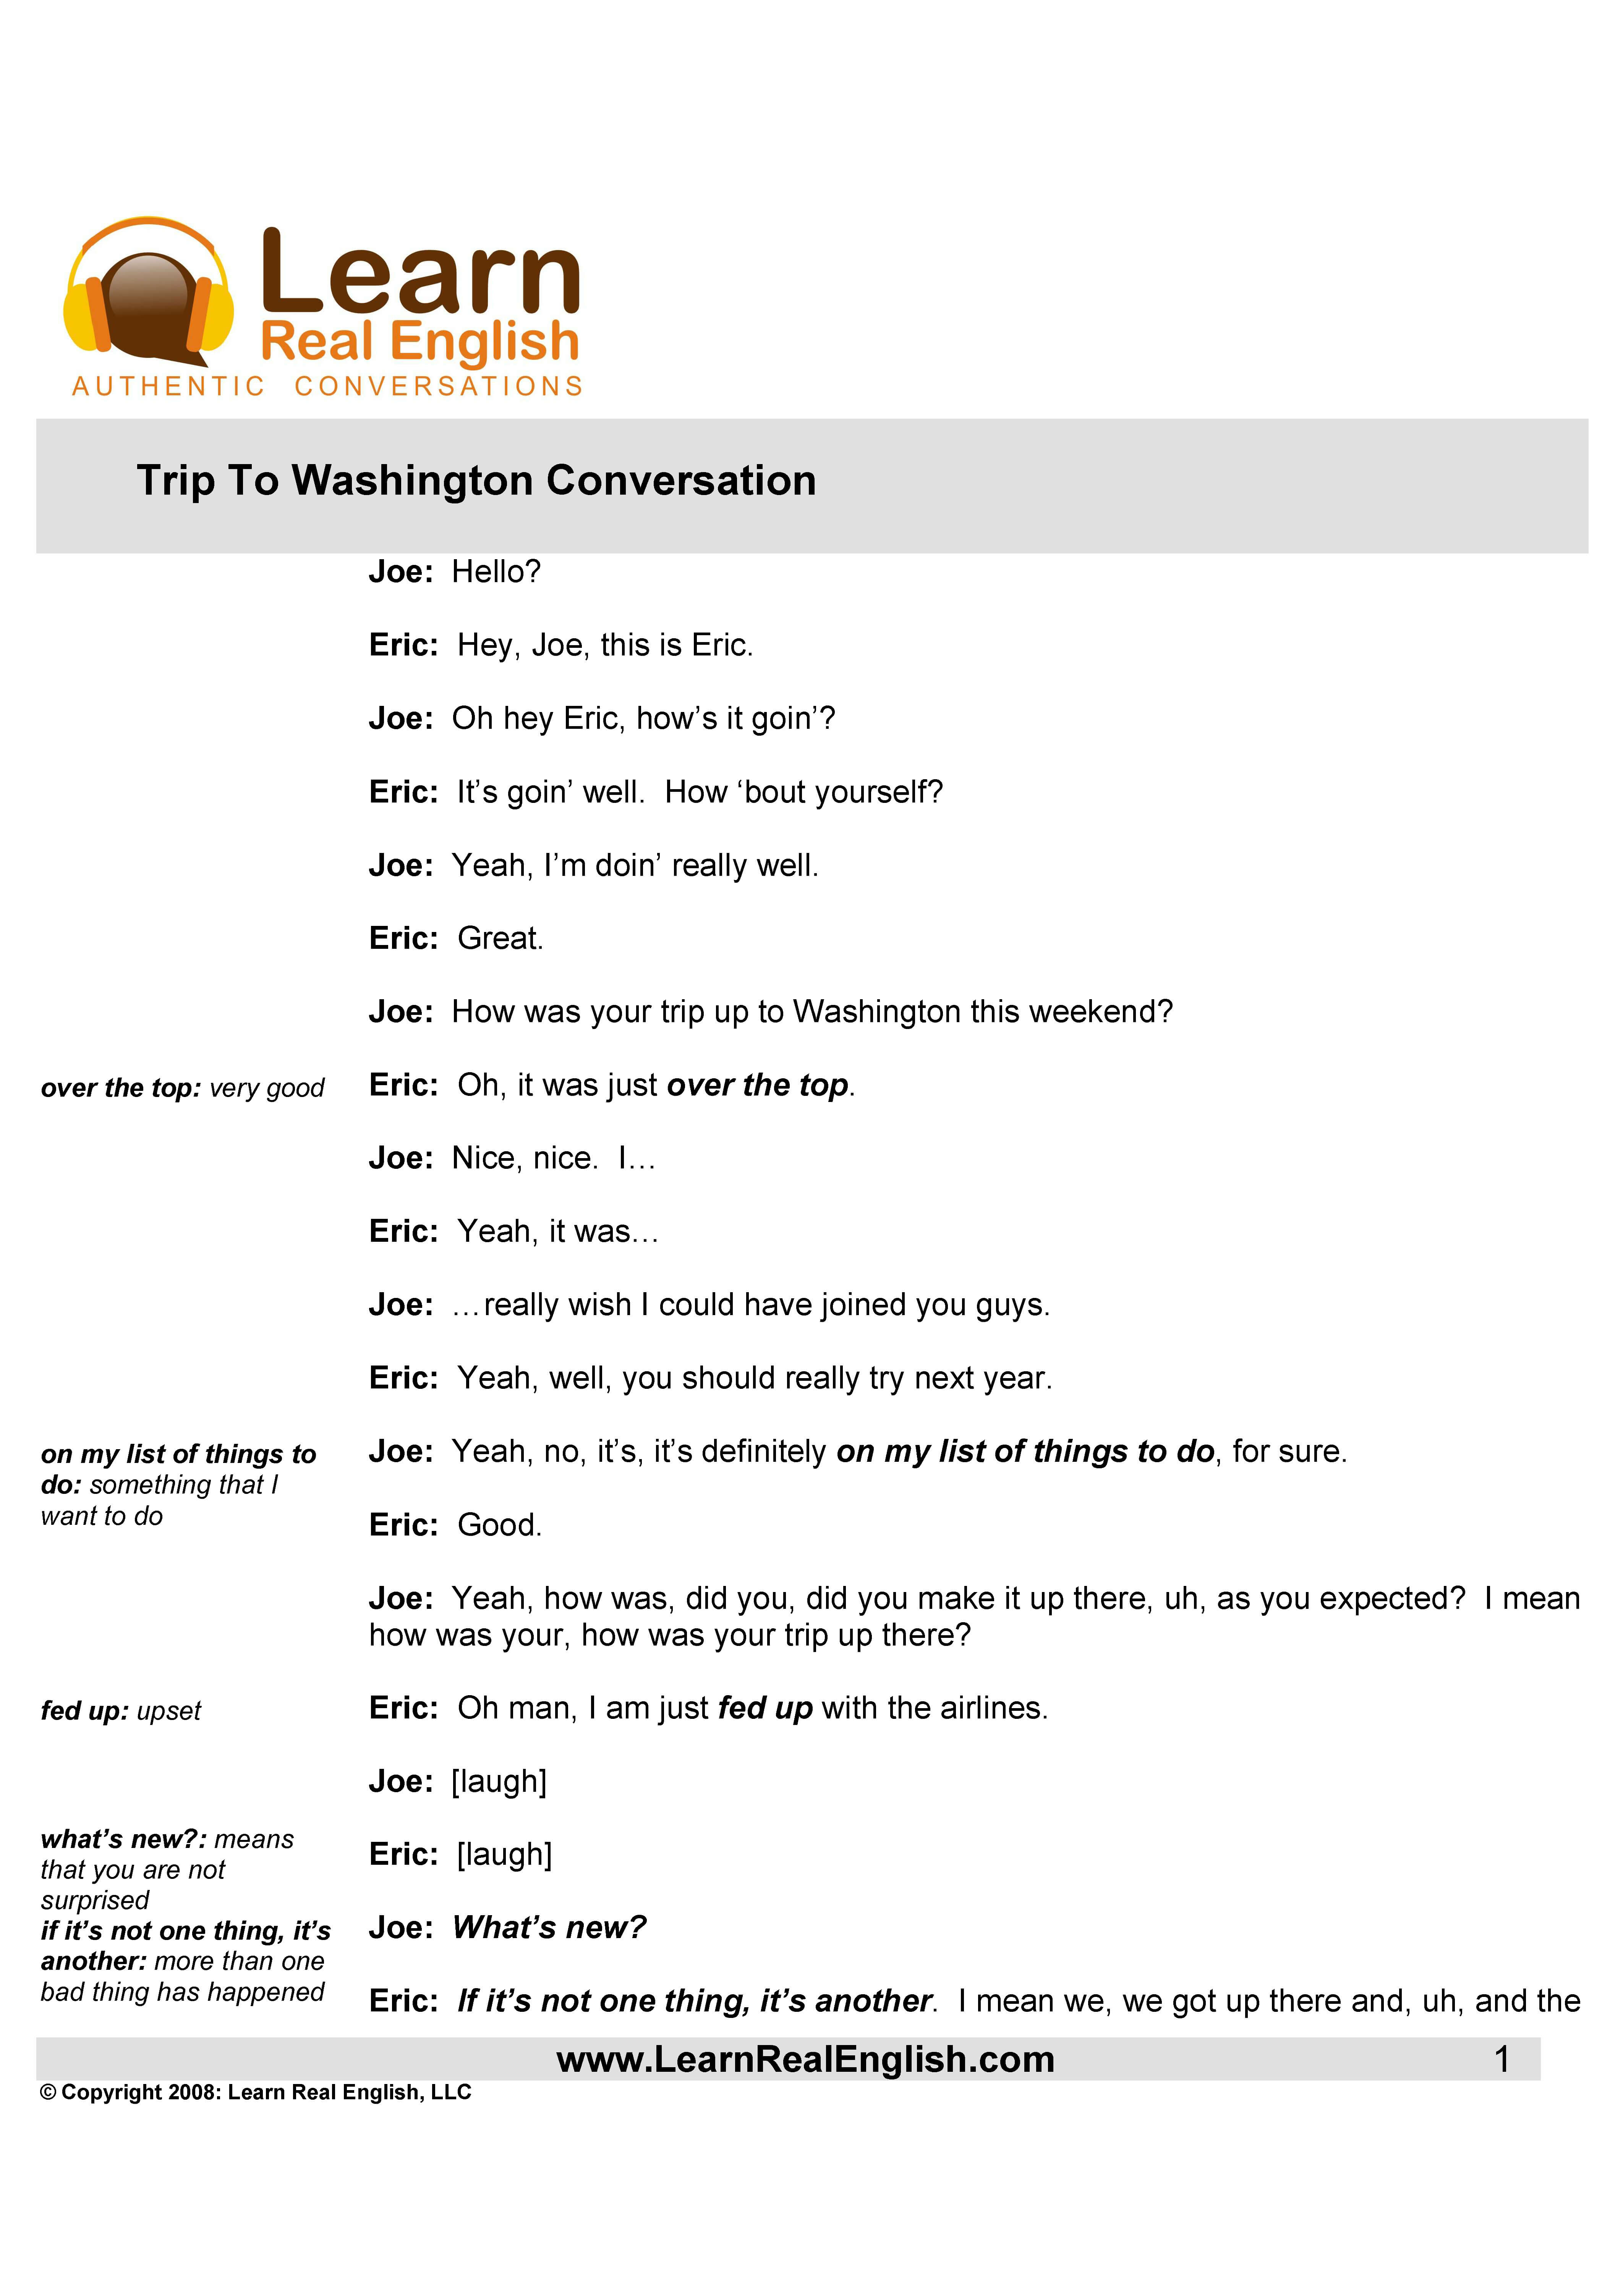 Learn
Real English
AUTHENTIC CONVERSATIONS
Trip To Washington Conversation
Joe: Hello?
Eric: Hey, Joe, this is Eric.
Joe: Oh hey Eric, how’s it goin’?
Eric: It’s goin’ well. How ‘bout yourself?
Joe: Yeah, I’m doin’ really well.
Eric: Great.
Joe: How was your trip up to Washington this weekend?
over the top: very good
Eric: Oh, it was just over the top.
Joe: Nice, nice. I…
Eric: Yeah, it was…
Joe: …really wish I could have joined you guys.
Eric: Yeah, well, you should really try next year.
on my list of things to
do: something that I
want to do
Joe: Yeah, no, it’s, it’s definitely on my list of things to do, for sure.
Eric: Good.
Joe: Yeah, how was, did you, did you make it up there, uh, as you expected? I mean
how was your, how was your trip up there?
fed up: upset
Eric: Oh man, I am just fed up with the airlines.
Joe: [laugh]
what’s new?: means
that you are not
surprised
Eric: [laugh]
Joe: What’s new?
if it’s not one thing, it’s
another: more than one
bad thing has happened
Eric: If it’s not one thing, it’s another. I mean we, we got up there and, uh, and the
www.LearnRealEnglish.com 1
© Copyright 2008: Learn Real English, LLC